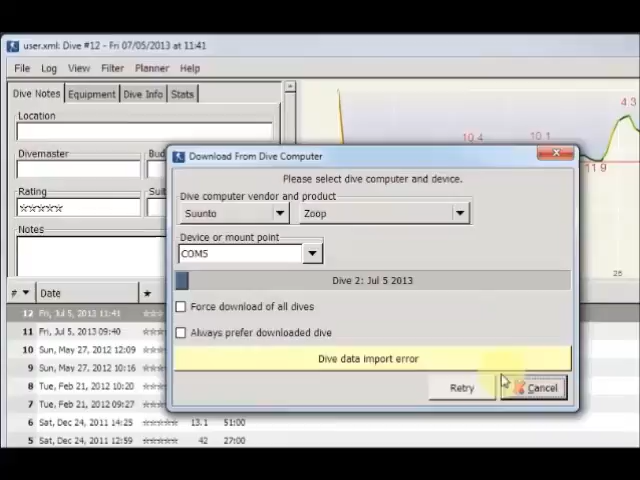 user.xml: Dive #12 - Fri 07/05/2013 at 11:41
File Log View Filter Planner Help
Dive Notes Equipment Dive Info Stats
Location
Divemaster
Rating
☆☆☆☆☆
Notes
4.3
10.4
10.1
11.9
25
Download From Dive Computer
Please select dive computer and device.
Dive computer vendor and product
Suunto Zoop
Device or mount point
COM5
Dive 2: Jul 5 2013
Force download of all dives
Always prefer downloaded dive
Dive data import error
Retry Cancel
# Date ★
12 Fri, Jul 5, 2013 11:41 ☆☆☆
11 Fri, Jul 5, 2013 09:40 ☆☆☆
10 Sun, May 27, 2012 12:09 ☆☆☆
9 Sun, May 27, 2012 10:16 ☆☆☆
8 Tue, Feb 21, 2012 10:20 ☆☆☆
7 Tue, Feb 21, 2012 09:27 ☆☆☆
6 Sat, Dec 24, 2011 14:25 ☆☆☆☆☆ 13.1 51:00
5 Sat, Dec 24, 2011 12:59 ☆☆☆☆☆ 42 27:00